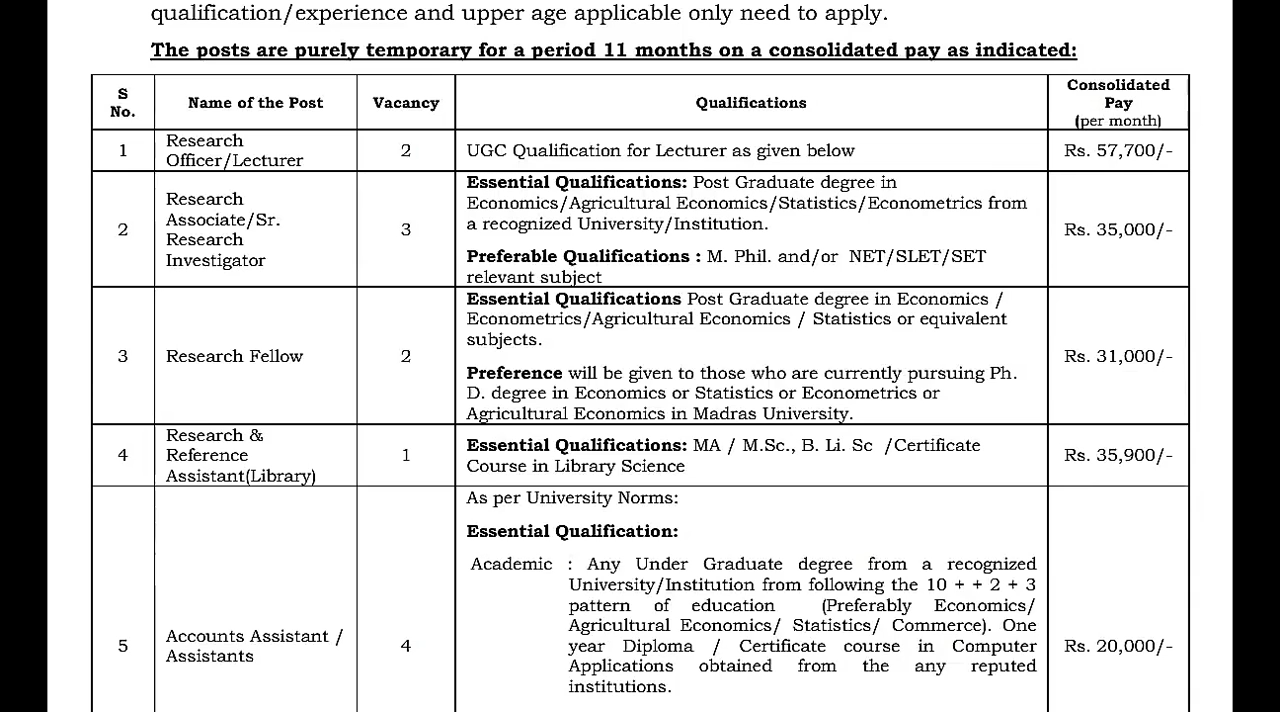 qualification/experience and upper age applicable only need to apply.
The posts are purely temporary for a period 11 months on a consolidated pay as indicated:
S No.
Name of the Post
Vacancy
Qualifications
Consolidated
Pay
(per month)
1
Research
Officer/Lecturer
2
UGC Qualification for Lecturer as given below
Rs. 57,700/-
2
Research
Associate/Sr.
Research
Investigator
3
Essential Qualifications: Post Graduate degree in
Economics/Agricultural Economics/Statistics/Econometrics from
a recognized University/Institution.
Preferable Qualifications : M. Phil. and/or NET/SLET/SET
relevant subject
Rs. 35,000/-
3
Research Fellow
2
Essential Qualifications Post Graduate degree in Economics /
Econometrics/Agricultural Economics / Statistics or equivalent
subjects.
Preference will be given to those who are currently pursuing Ph.
D. degree in Economics or Statistics or Econometrics or
Agricultural Economics in Madras University.
Rs. 31,000/-
4
Research &
Reference
Assistant(Library)
1
Essential Qualifications: MA / M.Sc., B. Li. Sc /Certificate
Course in Library Science
Rs. 35,900/-
5
Accounts Assistant /
Assistants
4
As per University Norms:
Essential Qualification:
Academic : Any Under Graduate degree from a recognized
University/Institution from following the 10 + + 2 + 3
pattern of education (Preferably Economics/
Agricultural Economics/ Statistics/ Commerce). One
year Diploma / Certificate course in Computer
Applications obtained from the any reputed
institutions.
Rs. 20,000/-